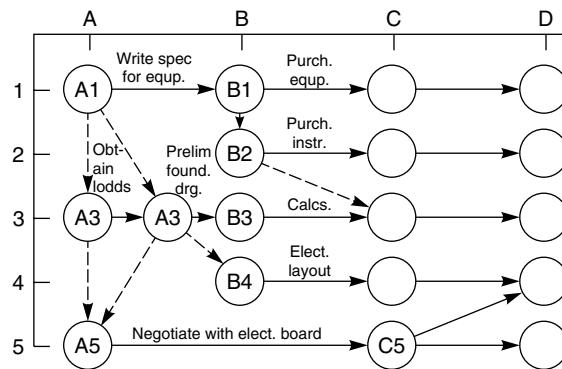 A B C D
Write spec
for equp.
Purch.
equp.
1 A1 B1
Purch.
instr.
2 B2
Obt-
ain
lodds
Prelim
found.
drg.
Calcs.
3 A3 A3 B3
Elect.
layout
4 B4
Negotiate with elect. board
5 A5 C5